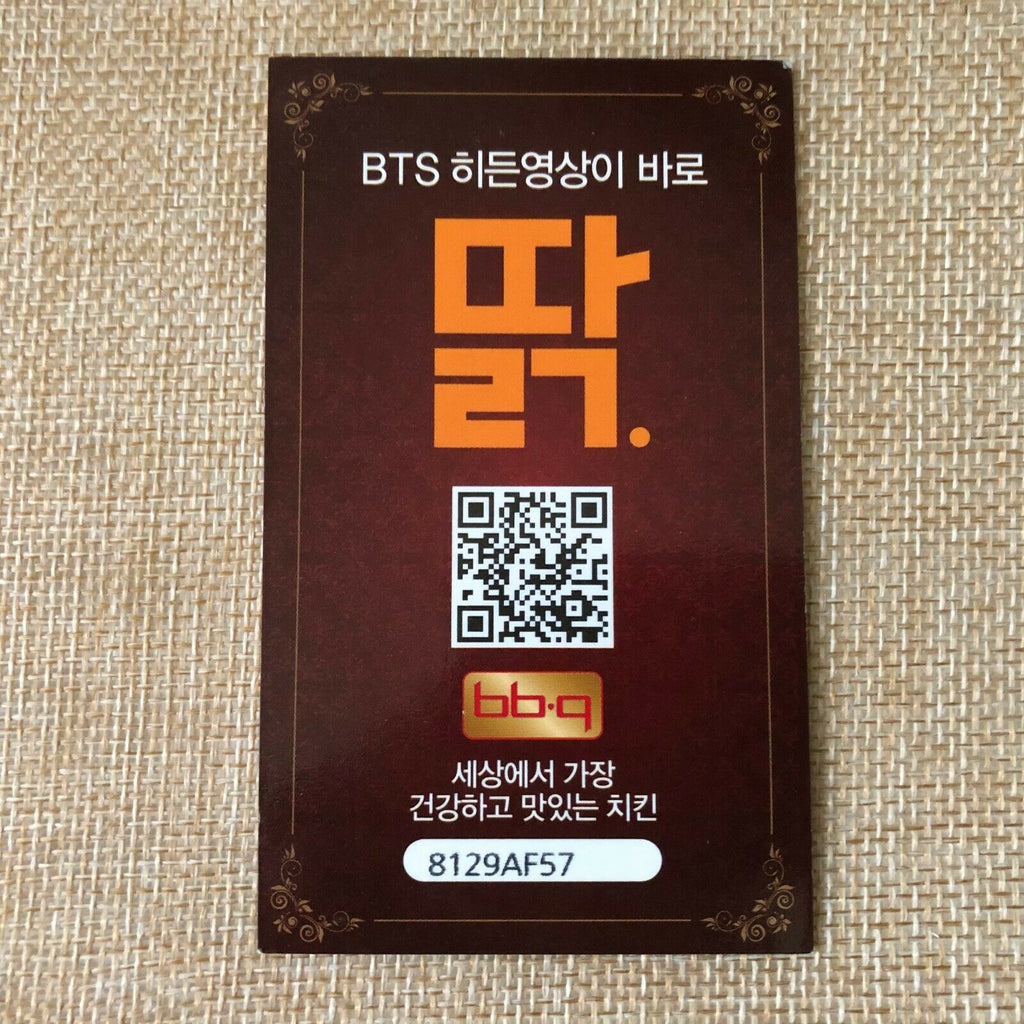 BTS 히든영상이 바로
딹.
bb·q
세상에서 가장
건강하고 맛있는 치킨
8129AF57